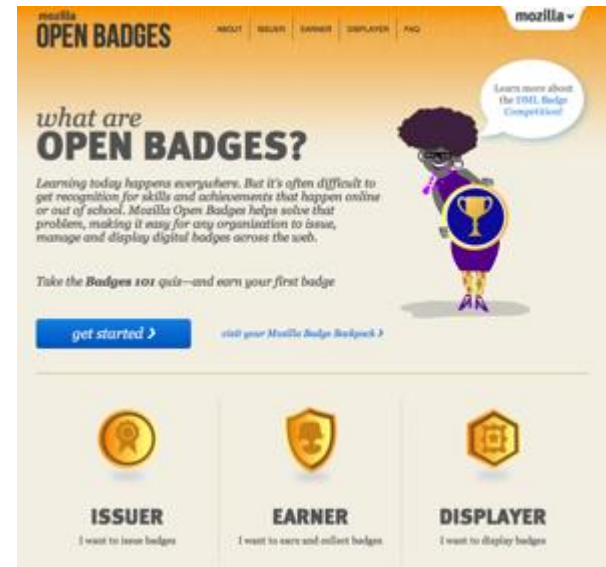 mozilla
OPEN BADGES
ABOUT
ISSUER
EARNER
DISPLAYER
FAQ
mozilla
Learn more about
the DML Badge
Competition!
what are
OPEN BADGES?
Learning today happens everywhere. But it's often difficult to
get recognition for skills and achievements that happen online
or out of school. Mozilla Open Badges helps solve that
problem, making it easy for any organisation to issue,
manage and display digital badges across the web.
Take the Badges 101 quiz—and earn your first badge
get started ›
visit your Mozilla Badge Backpack ›
ISSUER
I want to issue badges
EARNER
I want to earn and collect badges
DISPLAYER
I want to display badges